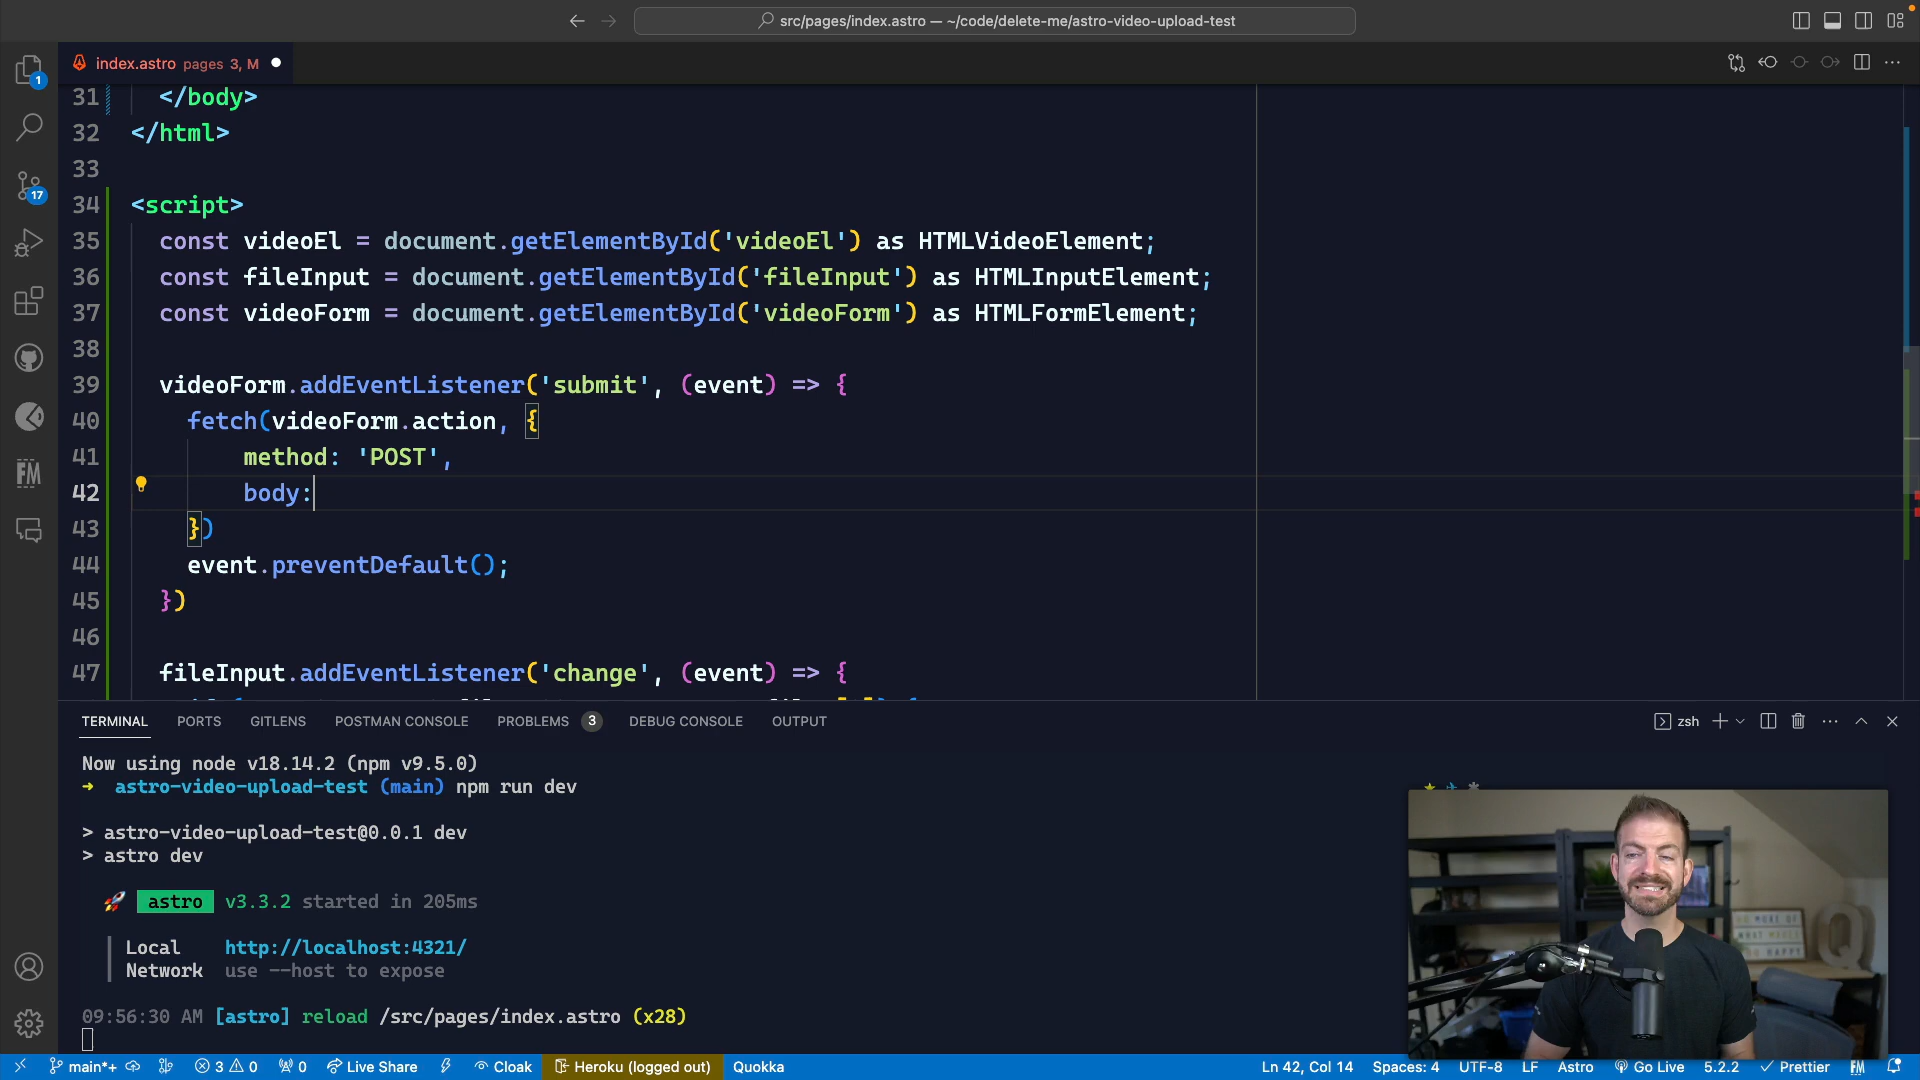 src/pages/index.astro — ~/code/delete-me/astro-video-upload-test
index.astro pages 3, M
1
17
FM
31 </body>
32 </html>
33
34 <script>
35 const videoEl = document.getElementById('videoEl') as HTMLVideoElement;
36 const fileInput = document.getElementById('fileInput') as HTMLInputElement;
37 const videoForm = document.getElementById('videoForm') as HTMLFormElement;
38
39 videoForm.addEventListener('submit', (event) => {
40 fetch(videoForm.action, {
41 method: 'POST',
42 body:
43 })
44 event.preventDefault();
45 })
46
47 fileInput.addEventListener('change', (event) => {
TERMINAL PORTS GITLENS POSTMAN CONSOLE PROBLEMS 3 DEBUG CONSOLE OUTPUT zsh
Now using node v18.14.2 (npm v9.5.0)
➜ astro-video-upload-test (main) npm run dev
> astro-video-upload-test@0.0.1 dev
> astro dev
🚀 astro v3.3.2 started in 205ms
Local http://localhost:4321/
Network use --host to expose
09:56:30 AM [astro] reload /src/pages/index.astro (x28)
main*+ 3 0 0 Live Share Cloak Heroku (logged out) Quokka Ln 42, Col 14 Spaces: 4 UTF-8 LF Astro Go Live 5.2.2 Prettier FM